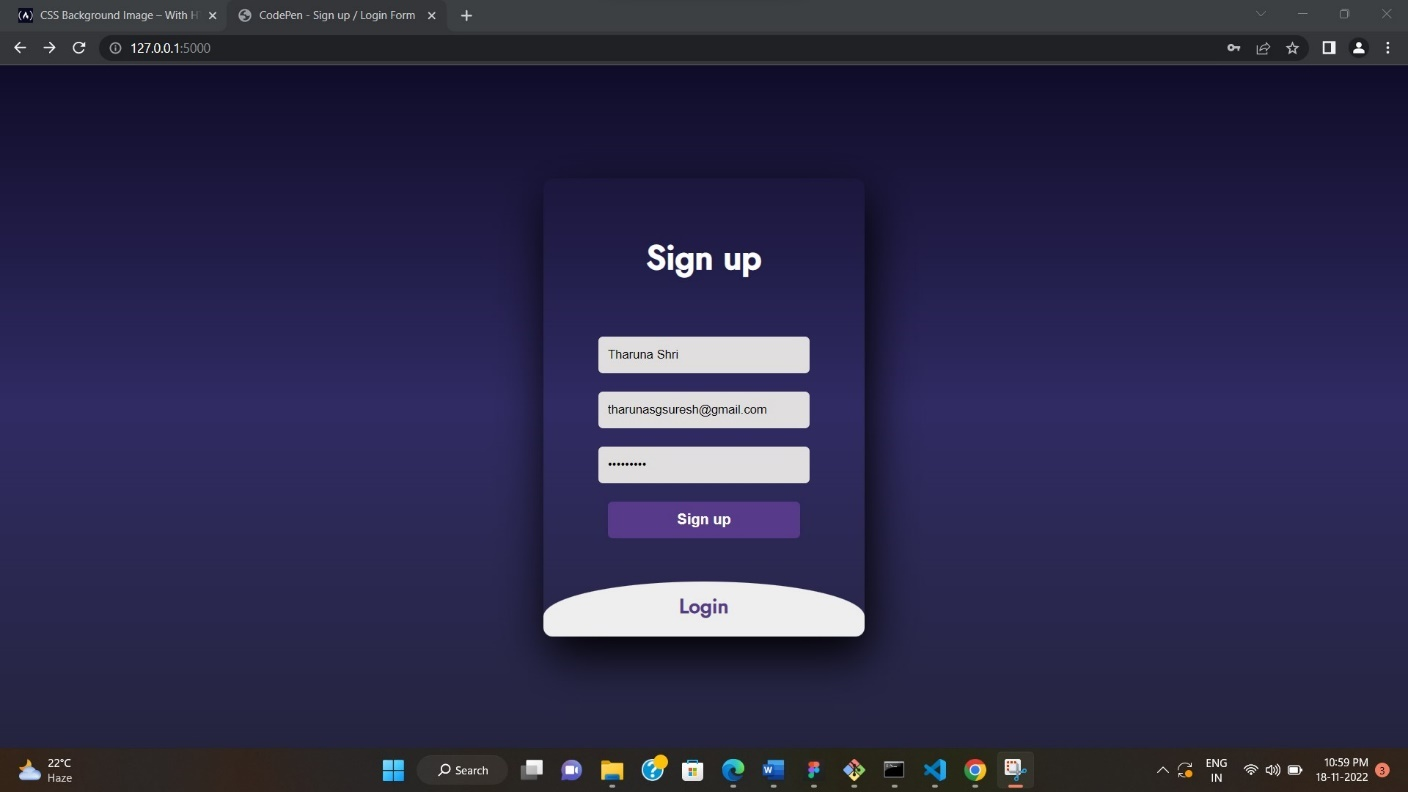 CSS Background Image – With H
CodePen - Sign up / Login Form
127.0.0.1:5000
Sign up
Tharuna Shri
tharunasgsuresh@gmail.com
•••••••••
Sign up
Login
22°C
Haze
Search
ENG
IN
10:59 PM
18-11-2022
3